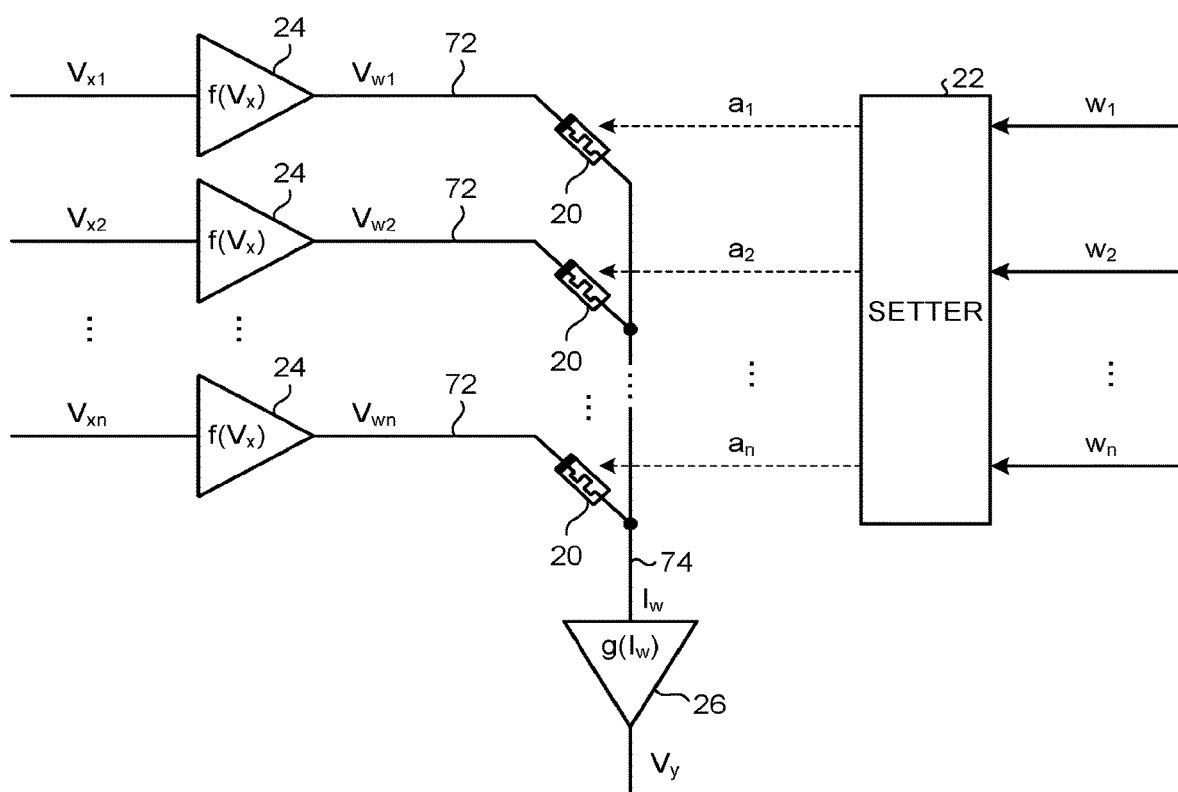 24 72 22
Vx1 f(Vx) Vw1 a1 w1
20
24 72
Vx2 f(Vx) Vw2 a2 w2
SETTER
⋮ ⋮ 20 ⋮ ⋮
24 72 ⋮ ⋮
Vxn f(Vx) Vwn an wn
20 74
Iw
g(Iw)
26
Vy